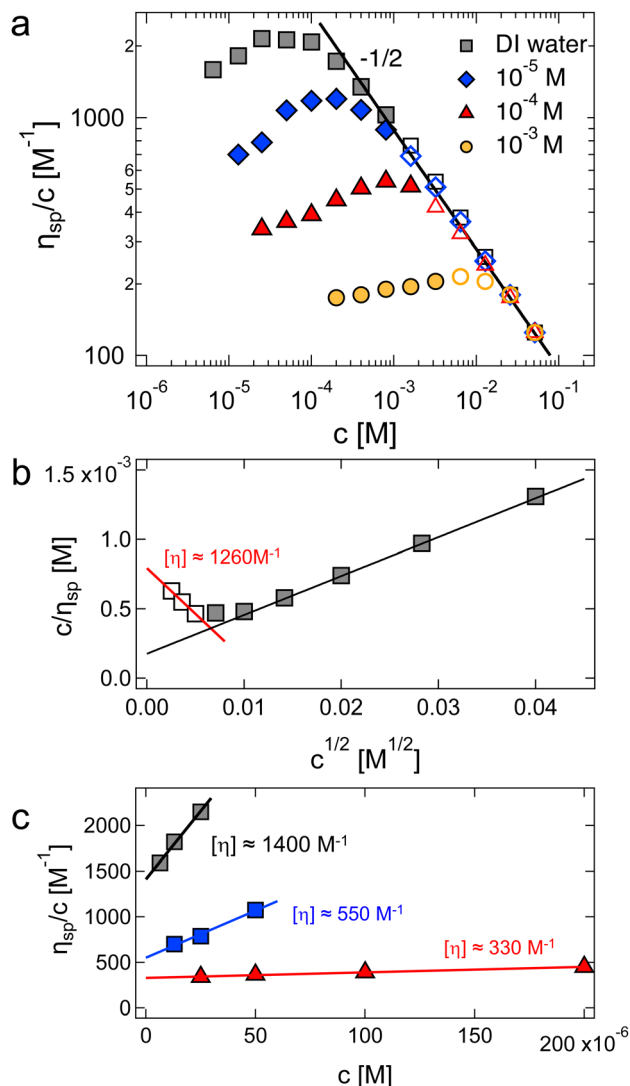 a
η_sp/c [M⁻¹]
2
1000
6
5
4
3
2
100
-1/2
DI water
10⁻⁵ M
10⁻⁴ M
10⁻³ M
10⁻⁶ 10⁻⁵ 10⁻⁴ 10⁻³ 10⁻² 10⁻¹
c [M]
b
1.5 x10⁻³
1.0
0.5
0.0
c/η_sp [M]
[η] ≈ 1260M⁻¹
0.00 0.01 0.02 0.03 0.04
c^1/2 [M^1/2]
c
η_sp/c [M⁻¹]
2000
1500
1000
500
0
[η] ≈ 1400 M⁻¹
[η] ≈ 550 M⁻¹
[η] ≈ 330 M⁻¹
0 50 100 150 200 x10⁻⁶
c [M]